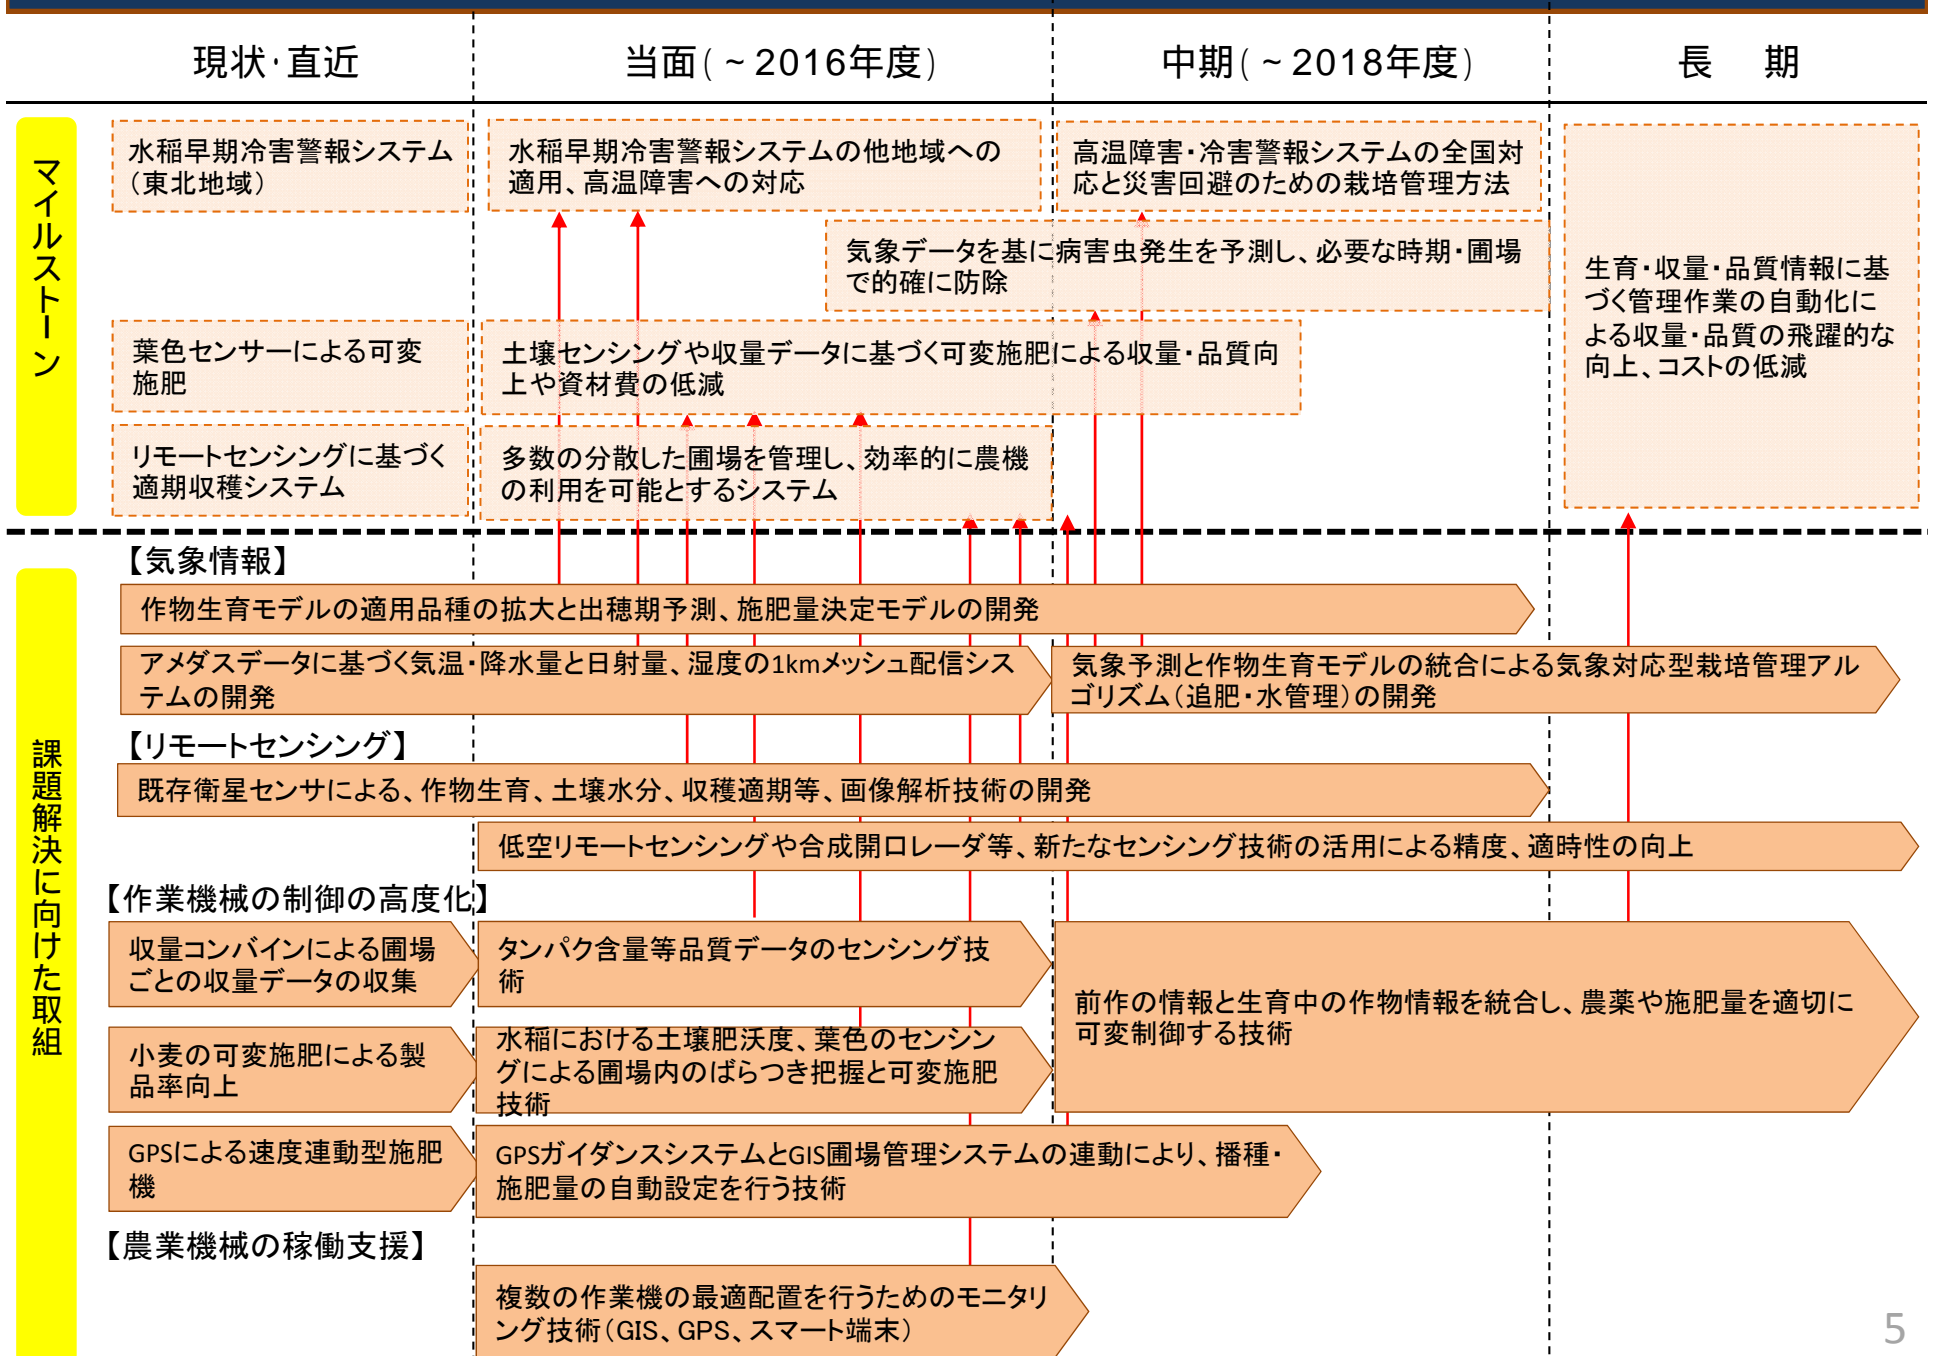 現状・直近
当面(～2016年度)
中期(～2018年度)
長　期
マイルストーン
水稲早期冷害警報システム
(東北地域)
水稲早期冷害警報システムの他地域への
適用、高温障害への対応
高温障害・冷害警報システムの全国対
応と災害回避のための栽培管理方法
気象データを基に病害虫発生を予測し、必要な時期・圃場
で的確に防除
生育・収量・品質情報に基
づく管理作業の自動化に
よる収量・品質の飛躍的な
向上、コストの低減
葉色センサーによる可変
施肥
土壌センシングや収量データに基づく可変施肥による収量・品質向
上や資材費の低減
リモートセンシングに基づく
適期収穫システム
多数の分散した圃場を管理し、効率的に農機
の利用を可能とするシステム
課題解決に向けた取組
【気象情報】
作物生育モデルの適用品種の拡大と出穂期予測、施肥量決定モデルの開発
アメダスデータに基づく気温・降水量と日射量、湿度の1kmメッシュ配信シス
テムの開発
気象予測と作物生育モデルの統合による気象対応型栽培管理アル
ゴリズム(追肥・水管理)の開発
【リモートセンシング】
既存衛星センサによる、作物生育、土壌水分、収穫適期等、画像解析技術の開発
低空リモートセンシングや合成開口レーダ等、新たなセンシング技術の活用による精度、適時性の向上
【作業機械の制御の高度化】
収量コンバインによる圃場
ごとの収量データの収集
タンパク含量等品質データのセンシング技
術
前作の情報と生育中の作物情報を統合し、農薬や施肥量を適切に
可変制御する技術
小麦の可変施肥による製
品率向上
水稲における土壌肥沃度、葉色のセンシン
グによる圃場内のばらつき把握と可変施肥
技術
GPSによる速度連動型施肥
機
GPSガイダンスシステムとGIS圃場管理システムの連動により、播種・
施肥量の自動設定を行う技術
【農業機械の稼働支援】
複数の作業機の最適配置を行うためのモニタリ
ング技術(GIS、GPS、スマート端末)
5